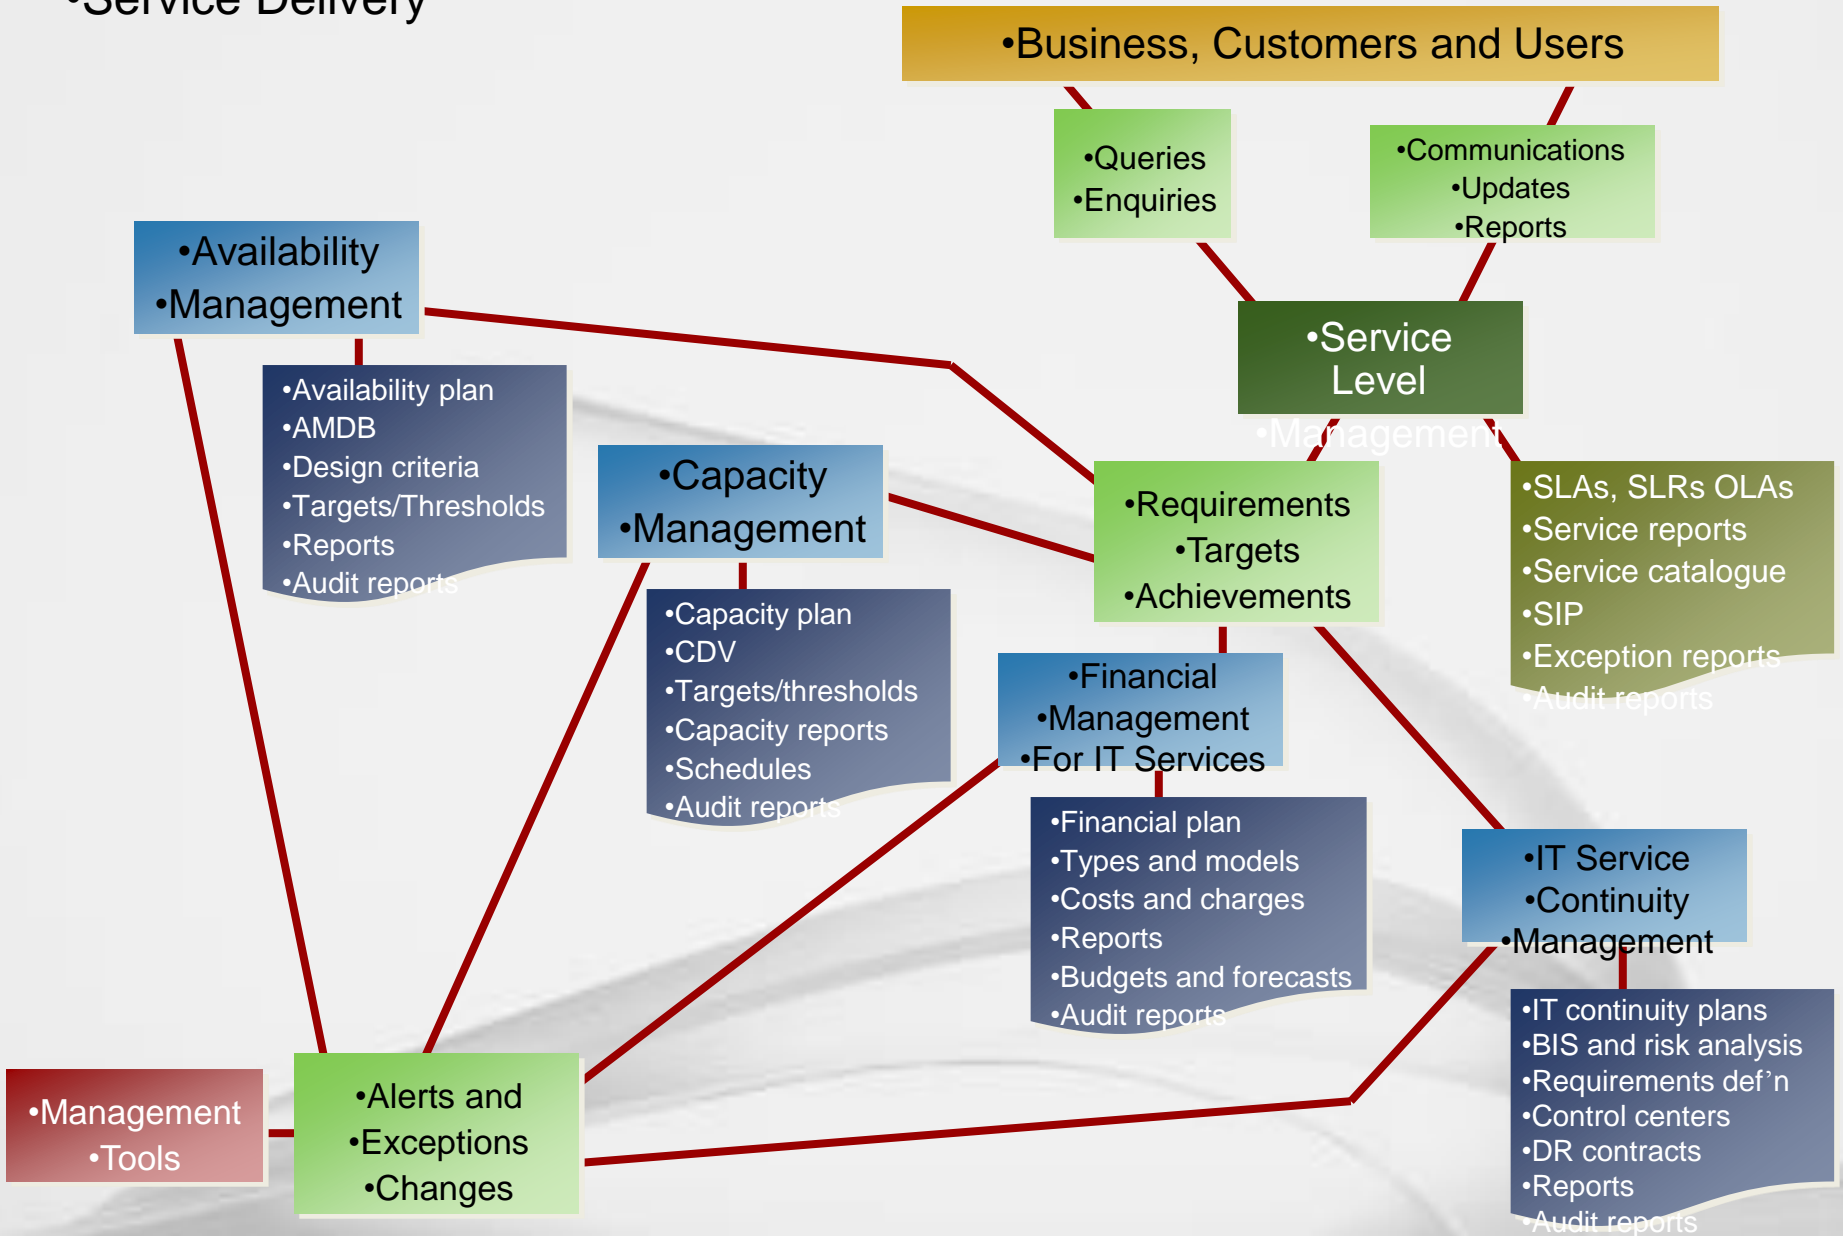 •Service Delivery
•Business, Customers and Users
•Queries
•Enquiries
•Communications
•Updates
•Reports
•Availability
•Management
•Service
Level
•Management
•Availability plan
•AMDB
•Design criteria
•Targets/Thresholds
•Reports
•Audit reports
•Capacity
•Management
•Requirements
•Targets
•Achievements
•SLAs, SLRs OLAs
•Service reports
•Service catalogue
•SIP
•Exception reports
•Audit reports
•Capacity plan
•CDV
•Targets/thresholds
•Capacity reports
•Schedules
•Audit reports
•Financial
•Management
•For IT Services
•Financial plan
•Types and models
•Costs and charges
•Reports
•Budgets and forecasts
•Audit reports
•IT Service
•Continuity
•Management
•IT continuity plans
•BIS and risk analysis
•Requirements def’n
•Control centers
•DR contracts
•Reports
•Audit reports
•Management
•Tools
•Alerts and
•Exceptions
•Changes